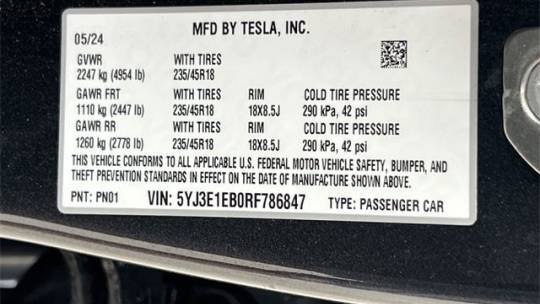 MFD BY TESLA, INC.
05/24
GVWR WITH TIRES
2247 kg (4954 lb) 235/45R18
GAWR FRT WITH TIRES RIM COLD TIRE PRESSURE
1110 kg (2447 lb) 235/45R18 18X8.5J 290 kPa, 42 psi
GAWR RR WITH TIRES RIM COLD TIRE PRESSURE
1260 kg (2778 lb) 235/45R18 18X8.5J 290 kPa, 42 psi
THIS VEHICLE CONFORMS TO ALL APPLICABLE U.S. FEDERAL MOTOR VEHICLE SAFETY, BUMPER, AND
THEFT PREVENTION STANDARDS IN EFFECT ON THE DATE OF MANUFACTURE SHOWN ABOVE.
PNT: PN01 VIN: 5YJ3E1EB0RF786847 TYPE: PASSENGER CAR